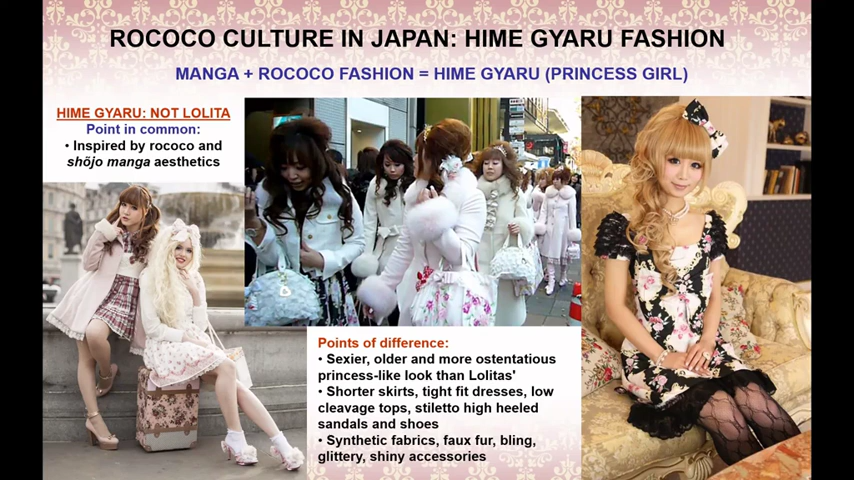 ROCOCO CULTURE IN JAPAN: HIME GYARU FASHION
MANGA + ROCOCO FASHION = HIME GYARU (PRINCESS GIRL)
HIME GYARU: NOT LOLITA
Point in common:
• Inspired by rococo and
shōjo manga aesthetics
Points of difference:
• Sexier, older and more ostentatious
princess-like look than Lolitas'
• Shorter skirts, tight fit dresses, low
cleavage tops, stiletto high heeled
sandals and shoes
• Synthetic fabrics, faux fur, bling,
glittery, shiny accessories